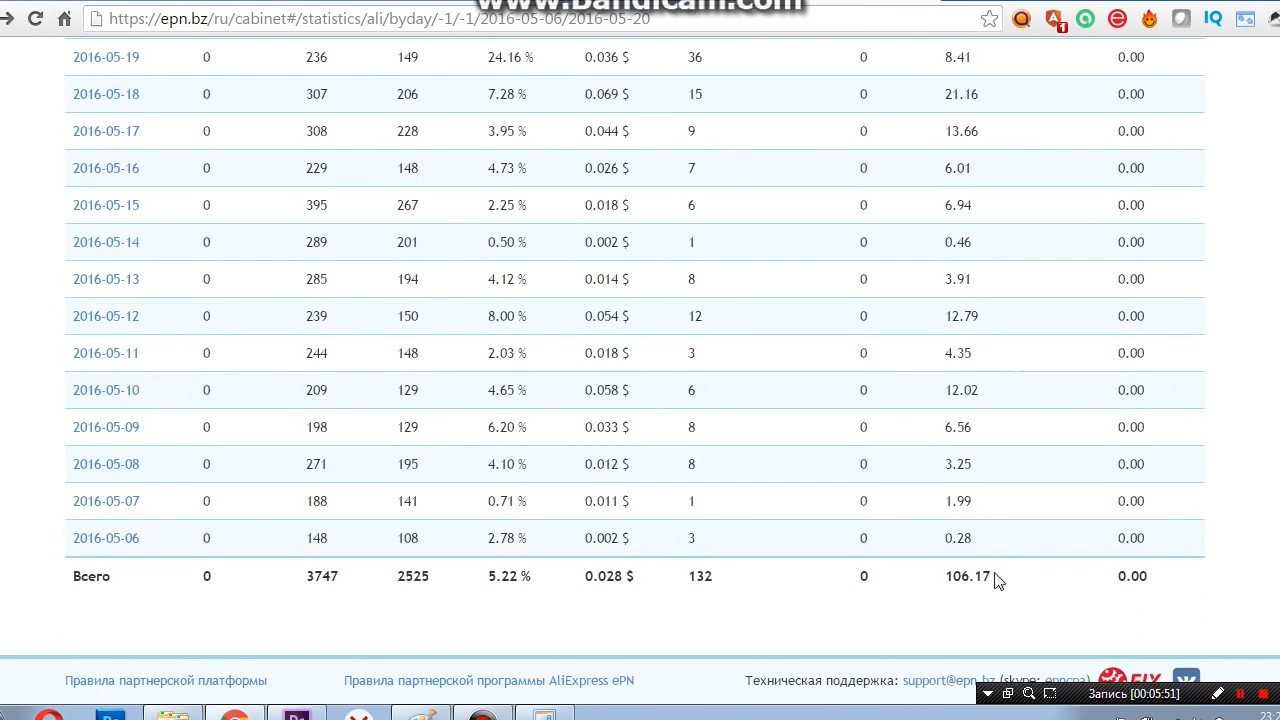 www.Bandicam.com
https://epn.bz/ru/cabinet#/statistics/ali/byday/-1/-1/2016-05-06/2016-05-20
1
IQ
2016-05-19 0 236 149 24.16 % 0.036 $ 36 0 8.41 0.00
2016-05-18 0 307 206 7.28 % 0.069 $ 15 0 21.16 0.00
2016-05-17 0 308 228 3.95 % 0.044 $ 9 0 13.66 0.00
2016-05-16 0 229 148 4.73 % 0.026 $ 7 0 6.01 0.00
2016-05-15 0 395 267 2.25 % 0.018 $ 6 0 6.94 0.00
2016-05-14 0 289 201 0.50 % 0.002 $ 1 0 0.46 0.00
2016-05-13 0 285 194 4.12 % 0.014 $ 8 0 3.91 0.00
2016-05-12 0 239 150 8.00 % 0.054 $ 12 0 12.79 0.00
2016-05-11 0 244 148 2.03 % 0.018 $ 3 0 4.35 0.00
2016-05-10 0 209 129 4.65 % 0.058 $ 6 0 12.02 0.00
2016-05-09 0 198 129 6.20 % 0.033 $ 8 0 6.56 0.00
2016-05-08 0 271 195 4.10 % 0.012 $ 8 0 3.25 0.00
2016-05-07 0 188 141 0.71 % 0.011 $ 1 0 1.99 0.00
2016-05-06 0 148 108 2.78 % 0.002 $ 3 0 0.28 0.00
Всего 0 3747 2525 5.22 % 0.028 $ 132 0 106.17 0.00
Правила партнерской платформы Правила партнерской программы AliExpress ePN Техническая поддержка: support@epn.bz (skype: epncpa)
Запись [00:05:51]